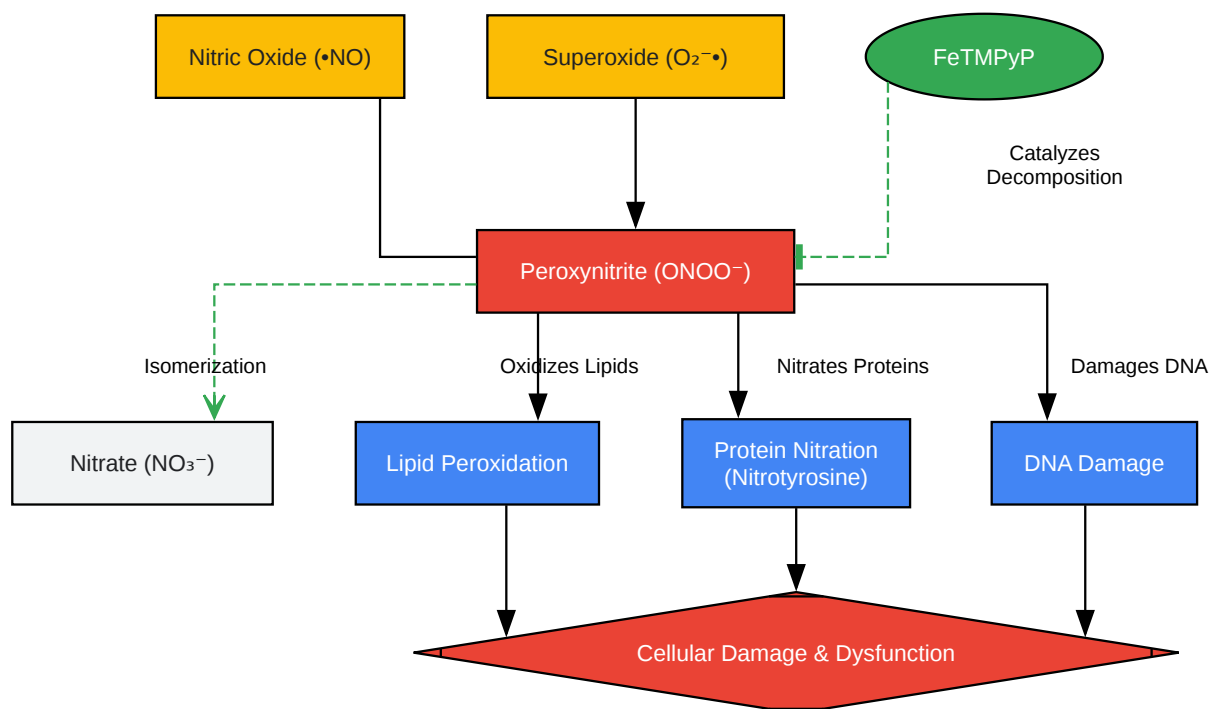 Nitric Oxide (•NO)
Superoxide (O₂⁻•)
FeTMPyP
Catalyzes
Decomposition
Peroxynitrite (ONOO⁻)
Isomerization
Oxidizes Lipids
Nitrates Proteins
Damages DNA
Nitrate (NO₃⁻)
Lipid Peroxidation
Protein Nitration
(Nitrotyrosine)
DNA Damage
Cellular Damage & Dysfunction